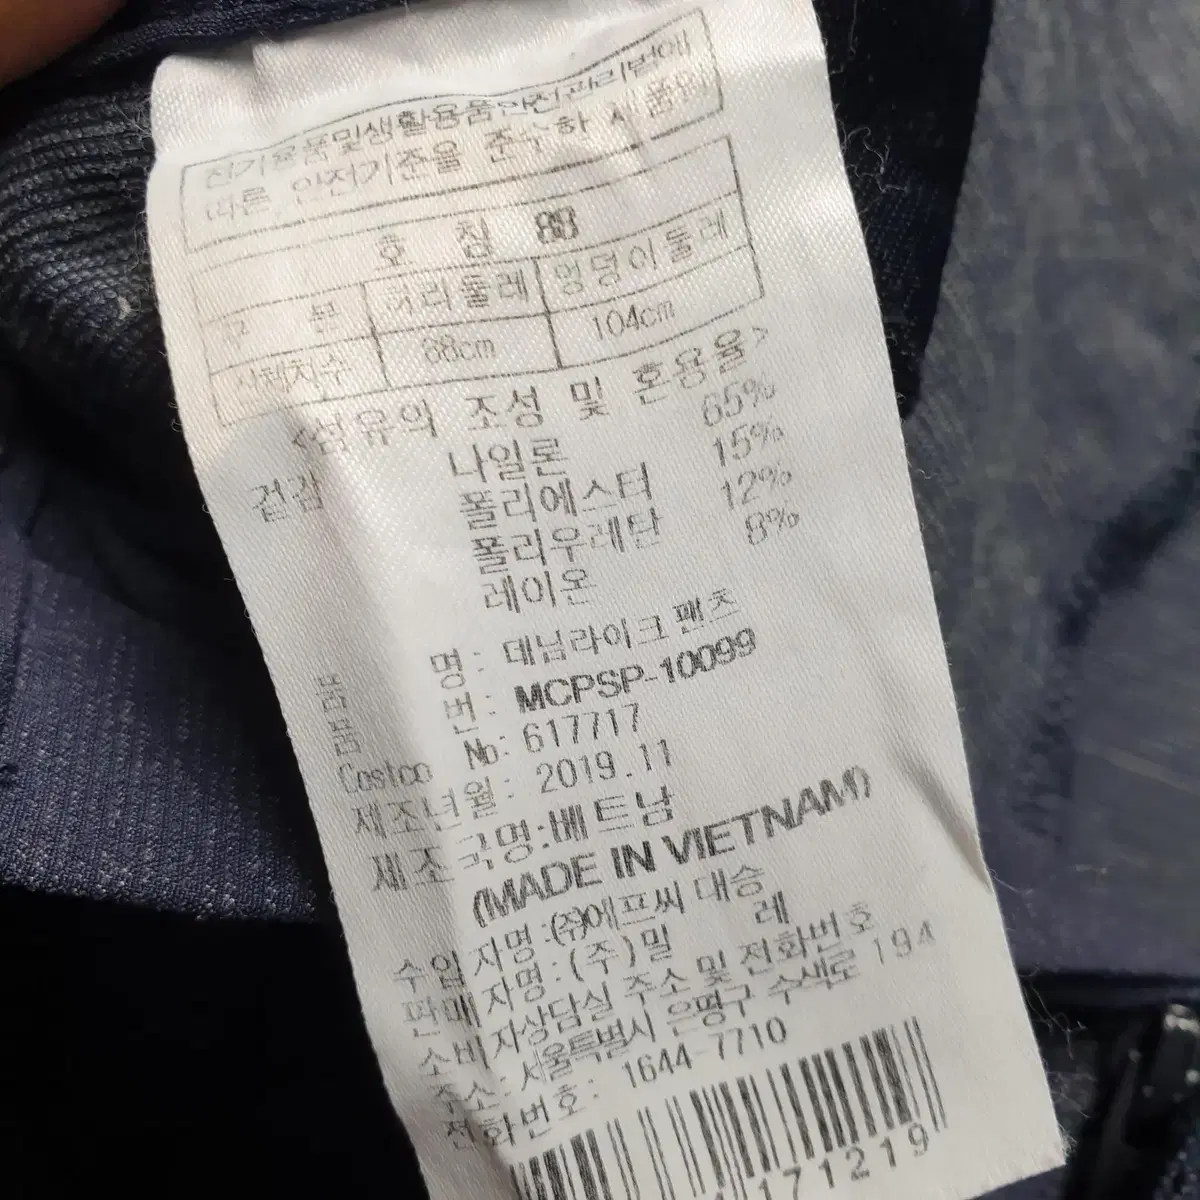 전기용품및생활용품안전관리법에
따른 안전기준을 준수한 제품임
호 칭 88
구 분 허리둘레 엉덩이둘레
신체치수 88cm 104cm
<섬유의 조성 및 혼용율>
겉감 나일론 65%
폴리에스터 15%
폴리우레탄 12%
레이온 8%
품 명: 데님라이크팬츠
품 번: MCPSP-10099
Costco No: 617717
제조년월: 2019.11
제조국명:베트남
(MADE IN VIETNAM)
수입자명:(주)에프씨 대승
판매자명:(주)밀 레
소비자상담실 주소 및 전화번호
주소:서울특별시 은평구 수색로 194
전화번호: 1644-7710
171219